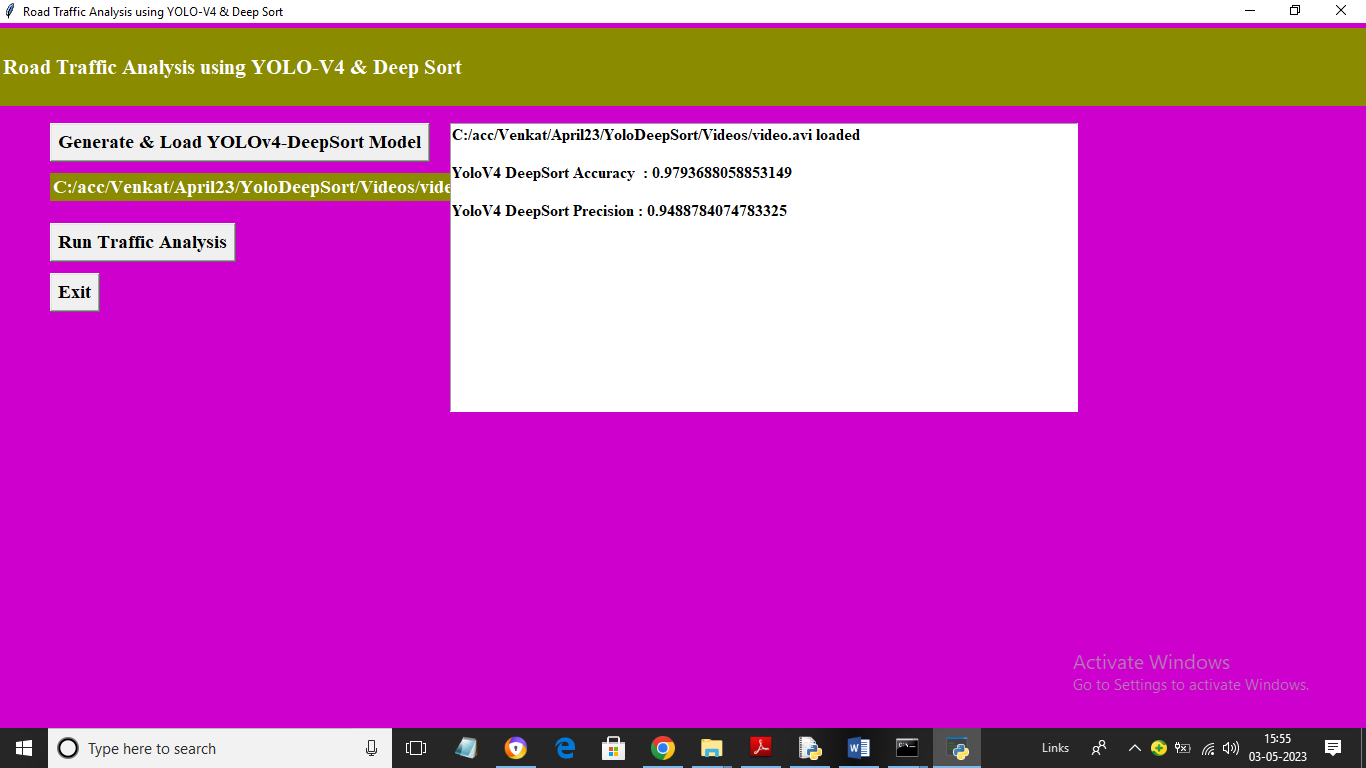 Road Traffic Analysis using YOLO-V4 & Deep Sort
Road Traffic Analysis using YOLO-V4 & Deep Sort
Generate & Load YOLOv4-DeepSort Model
C:/acc/Venkat/April23/YoloDeepSort/Videos/vide
Run Traffic Analysis
Exit
C:/acc/Venkat/April23/YoloDeepSort/Videos/video.avi loaded
YoloV4 DeepSort Accuracy : 0.9793688058853149
YoloV4 DeepSort Precision : 0.9488784074783325
Activate Windows
Go to Settings to activate Windows.
Type here to search
Links
15:55
03-05-2023